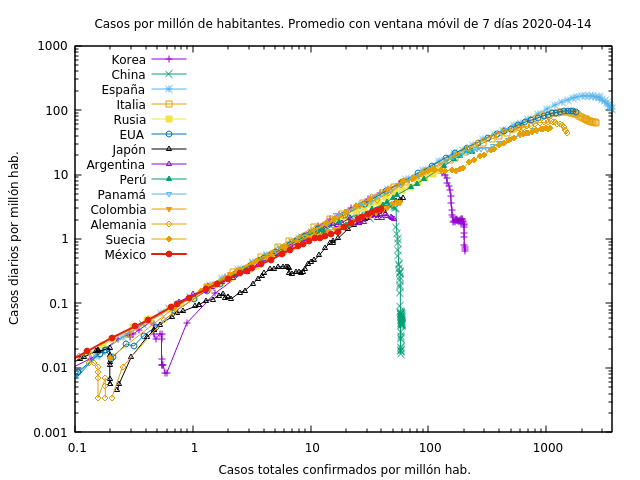 Casos por millón de habitantes. Promedio con ventana móvil de 7 días 2020-04-14
Casos diarios por millón hab.
1000
100
10
1
0.1
0.01
0.001
Korea
China
España
Italia
Rusia
EUA
Japón
Argentina
Perú
Panamá
Colombia
Alemania
Suecia
México
0.1 1 10 100 1000
Casos totales confirmados por millón hab.